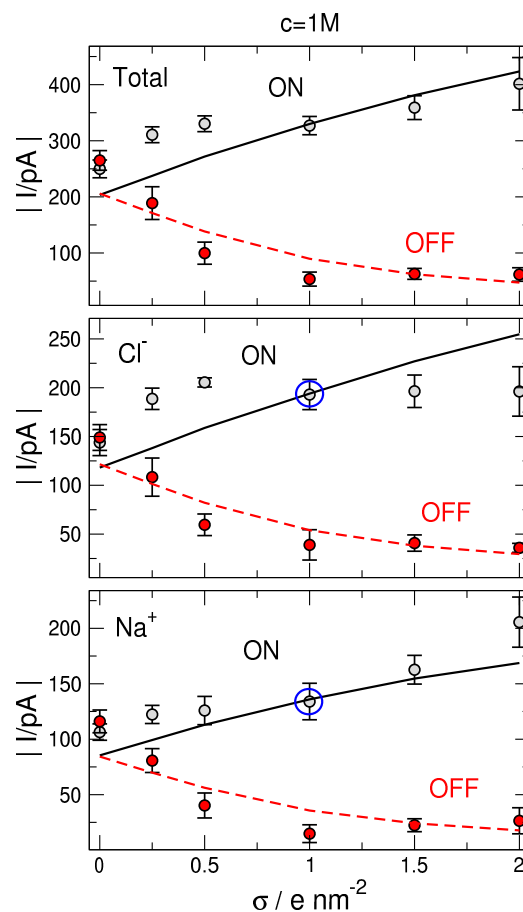 c=1M
Total
ON
OFF
| I/pA |
400
300
200
100
Cl⁻
ON
OFF
| I/pA |
250
200
150
100
50
Na⁺
ON
OFF
| I/pA |
200
150
100
50
0 0.5 1.0 1.5 2
σ / e nm⁻²